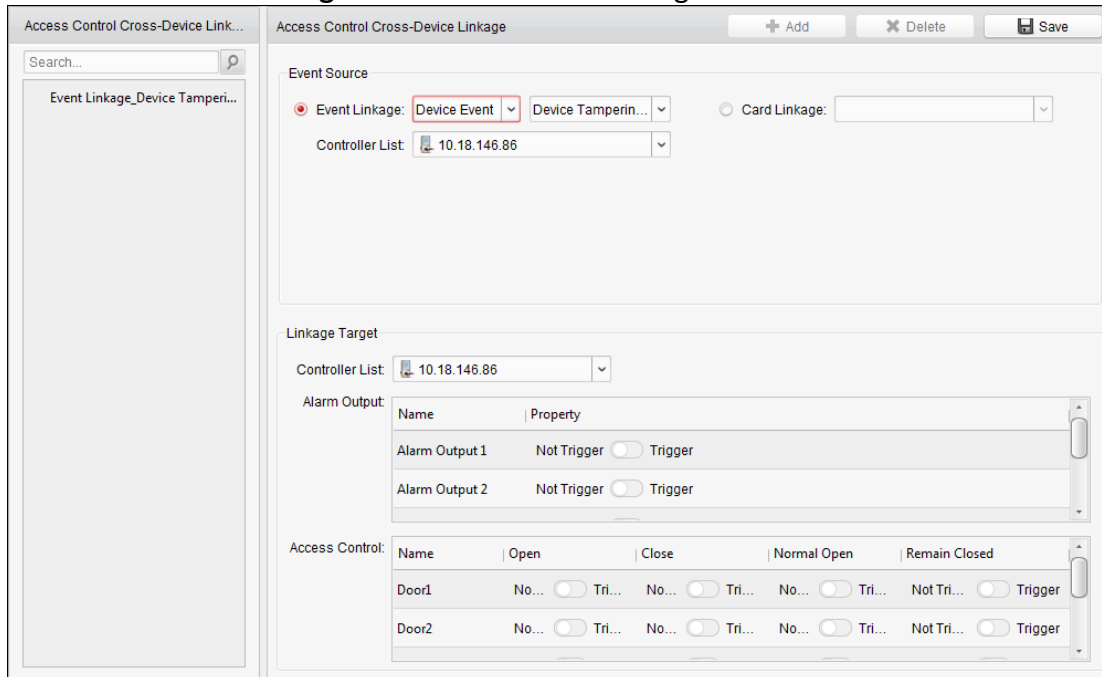 Access Control Cross-Device Link...
Access Control Cross-Device Linkage
Add
Delete
Save
Search...
Event Linkage_Device Tamperi...
Event Source
Event Linkage: Device Event Device Tamperin... Card Linkage:
Controller List: 10.18.146.86
Linkage Target
Controller List: 10.18.146.86
Alarm Output:
Name Property
Alarm Output 1 Not Trigger Trigger
Alarm Output 2 Not Trigger Trigger
Access Control:
Name Open Close Normal Open Remain Closed
Door1 No... Tri... No... Tri... No... Tri... Not Tri... Trigger
Door2 No... Tri... No... Tri... No... Tri... Not Tri... Trigger